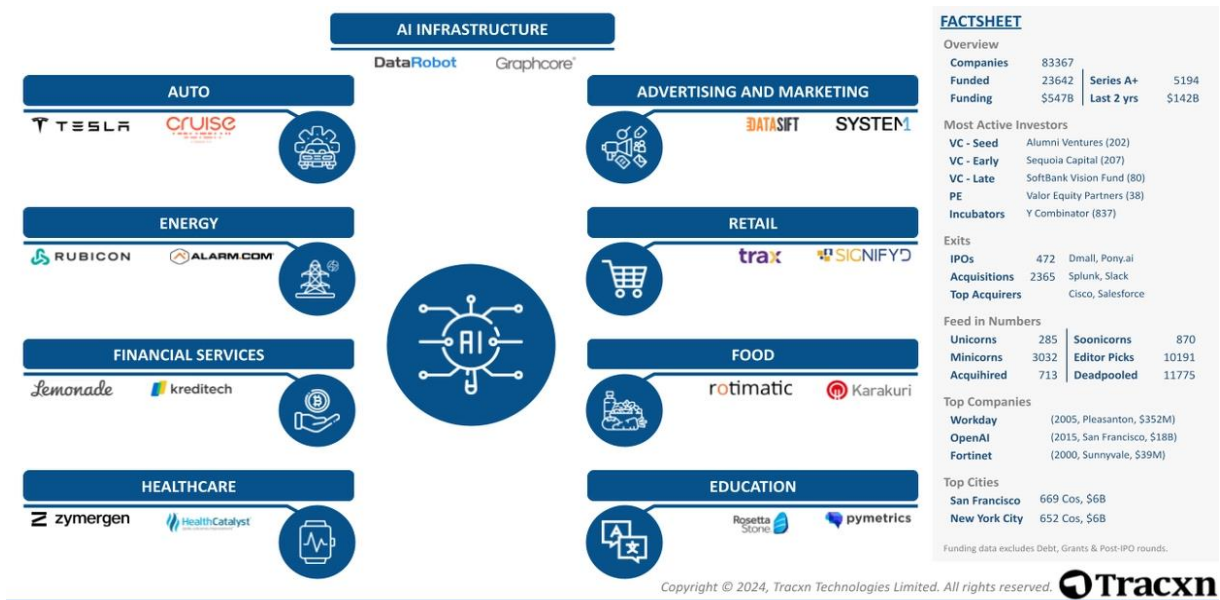 AI INFRASTRUCTURE
DataRobot Graphcore
AUTO
TESLA cruise
ENERGY
RUBICON ALARM.COM
FINANCIAL SERVICES
Lemonade kreditech
HEALTHCARE
zymergen HealthCatalyst
AI
ADVERTISING AND MARKETING
DATASIFT SYSTEM1
RETAIL
trax SIGNIFYD
FOOD
rotimatic Karakuri
EDUCATION
Rosetta Stone pymetrics
A 文
FACTSHEET
Overview
Companies 83367
Funded 23642 Series A+ 5194
Funding $547B Last 2 yrs $142B
Most Active Investors
VC - Seed Alumni Ventures (202)
VC - Early Sequoia Capital (207)
VC - Late SoftBank Vision Fund (80)
PE Valor Equity Partners (38)
Incubators Y Combinator (837)
Exits
IPOs 472 Dmall, Pony.ai
Acquisitions 2365 Splunk, Slack
Top Acquirers Cisco, Salesforce
Feed in Numbers
Unicorns 285 Soonicorns 870
Minicorns 3032 Editor Picks 10191
Acquihired 713 Deadpooled 11775
Top Companies
Workday (2005, Pleasanton, $352M)
OpenAI (2015, San Francisco, $18B)
Fortinet (2000, Sunnyvale, $39M)
Top Cities
San Francisco 669 Cos, $6B
New York City 652 Cos, $6B
Funding data excludes Debt, Grants & Post-IPO rounds.
Copyright © 2024, Tracxn Technologies Limited. All rights reserved. Tracxn